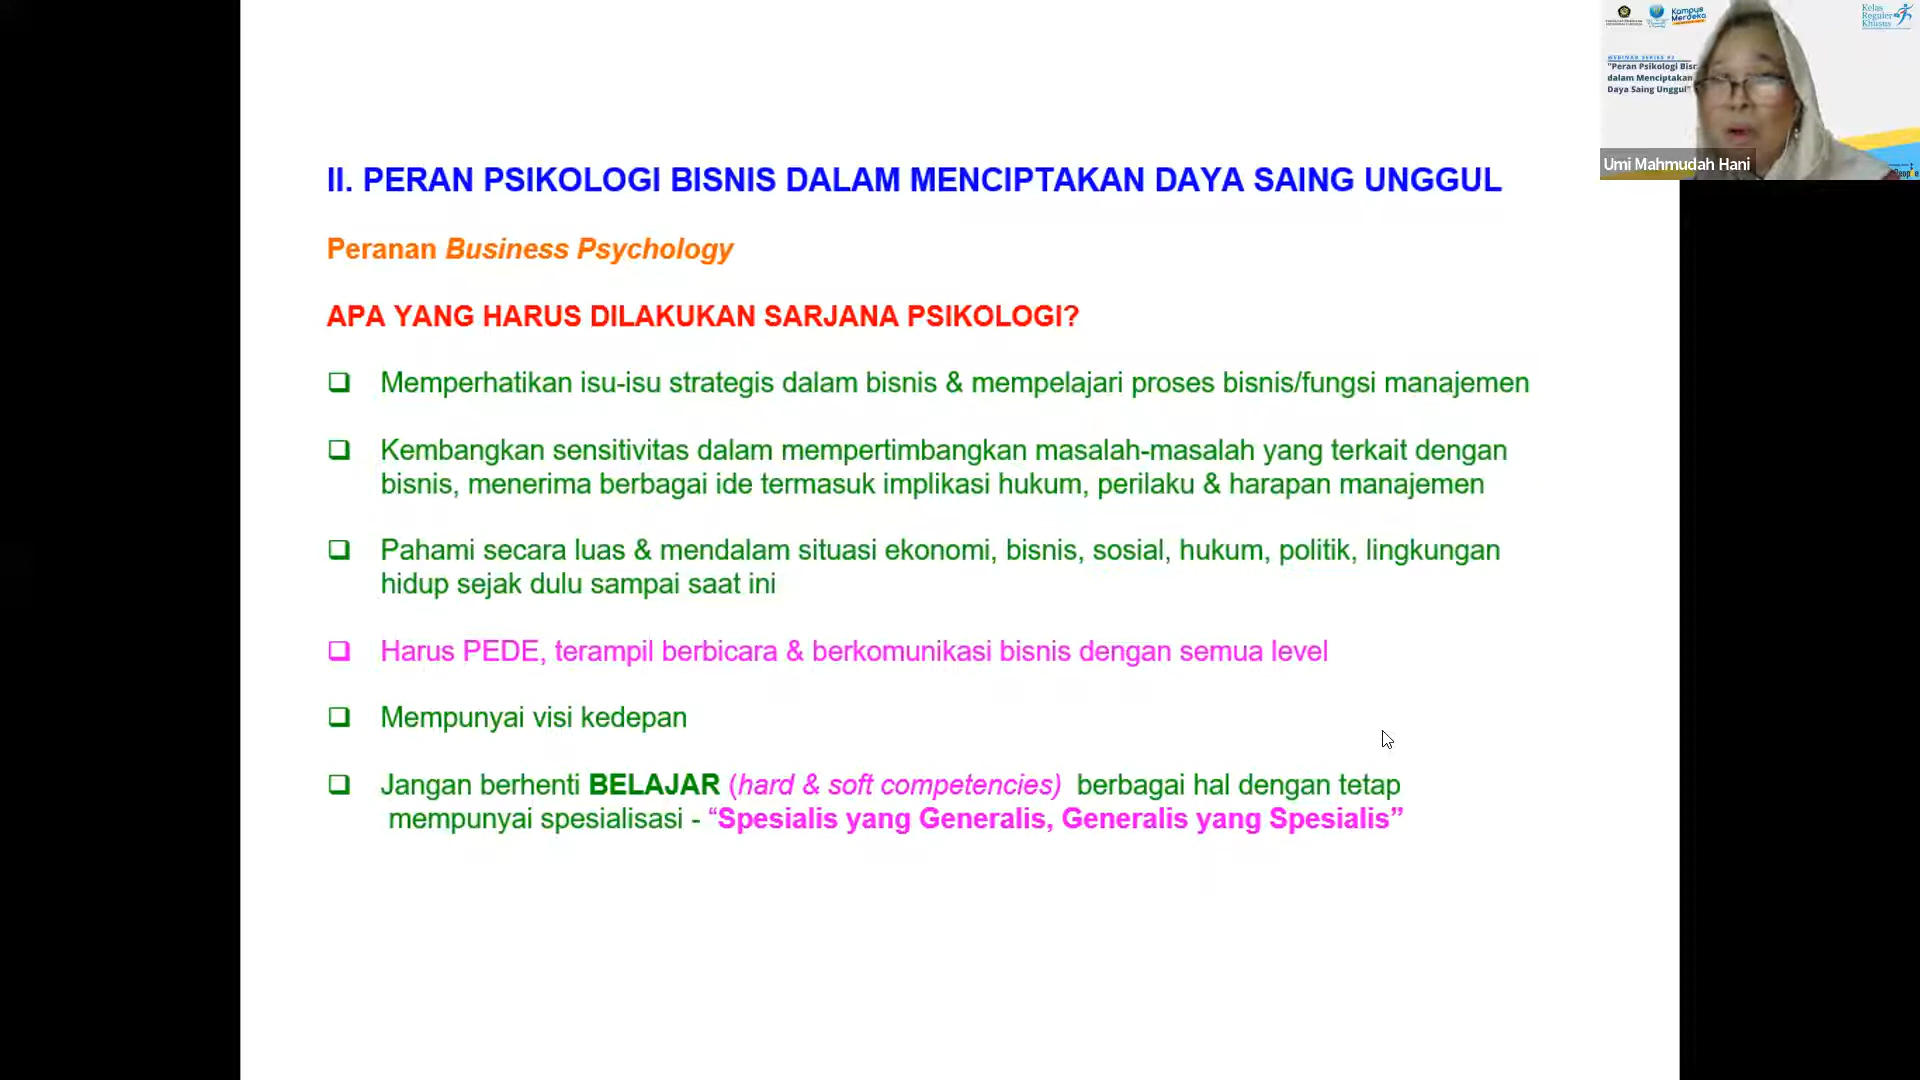 II. PERAN PSIKOLOGI BISNIS DALAM MENCIPTAKAN DAYA SAING UNGGUL
Peranan Business Psychology
APA YANG HARUS DILAKUKAN SARJANA PSIKOLOGI?
❑ Memperhatikan isu-isu strategis dalam bisnis & mempelajari proses bisnis/fungsi manajemen
❑ Kembangkan sensitivitas dalam mempertimbangkan masalah-masalah yang terkait dengan
bisnis, menerima berbagai ide termasuk implikasi hukum, perilaku & harapan manajemen
❑ Pahami secara luas & mendalam situasi ekonomi, bisnis, sosial, hukum, politik, lingkungan
hidup sejak dulu sampai saat ini
❑ Harus PEDE, terampil berbicara & berkomunikasi bisnis dengan semua level
❑ Mempunyai visi kedepan
❑ Jangan berhenti BELAJAR (hard & soft competencies) berbagai hal dengan tetap
mempunyai spesialisasi - “Spesialis yang Generalis, Generalis yang Spesialis”
Kampus
Merdeka
Kelas
Reguler
Khusus
WEBINAR SERIES #2
"Peran Psikologi Bis
dalam Menciptakan
Daya Saing Unggul"
Umi Mahmudah Hani